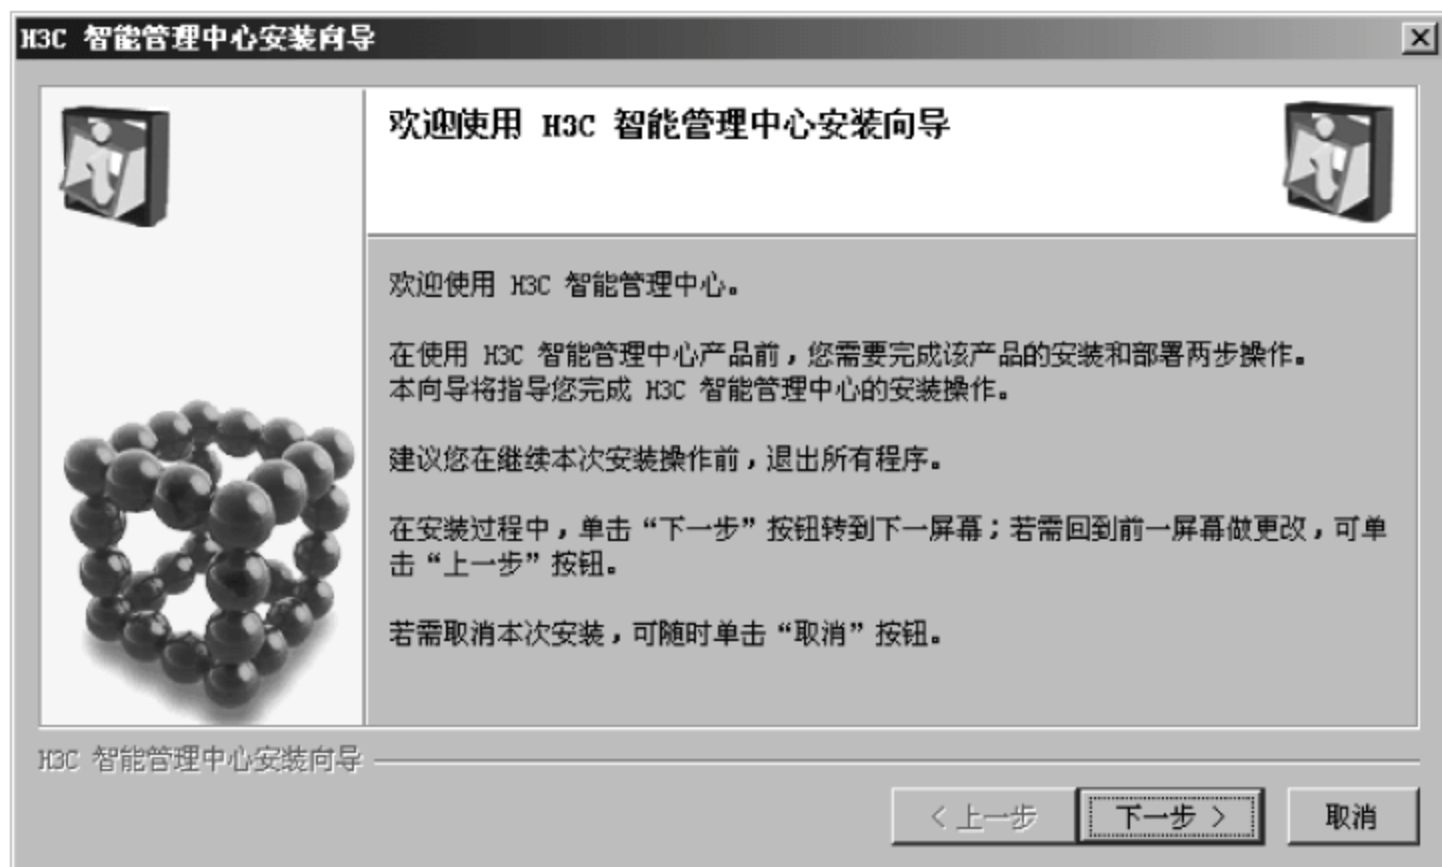 H3C 智能管理中心安装向导
欢迎使用 H3C 智能管理中心安装向导
欢迎使用 H3C 智能管理中心。
在使用 H3C 智能管理中心产品前，您需要完成该产品的安装和部署两步操作。
本向导将指导您完成 H3C 智能管理中心的安装操作。
建议您在继续本次安装操作前，退出所有程序。
在安装过程中，单击“下一步”按钮转到下一屏幕；若需回到前一屏幕做更改，可单
击“上一步”按钮。
若需取消本次安装，可随时单击“取消”按钮。
H3C 智能管理中心安装向导
< 上一步
下一步 >
取消